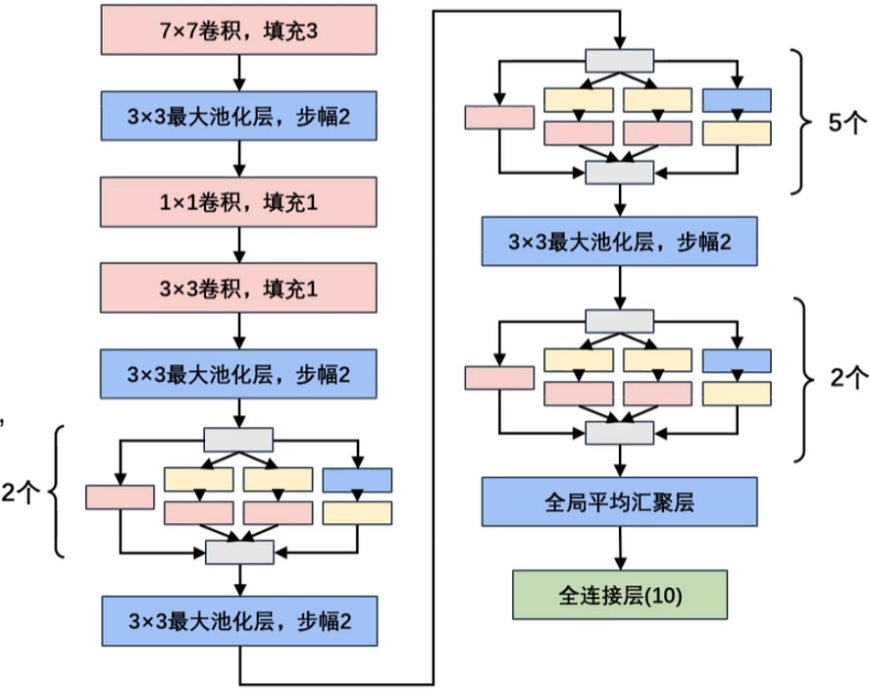 7×7卷积，填充3
3×3最大池化层，步幅2
1×1卷积，填充1
3×3卷积，填充1
3×3最大池化层，步幅2
,
2个
3×3最大池化层，步幅2
5个
3×3最大池化层，步幅2
2个
全局平均汇聚层
全连接层(10)